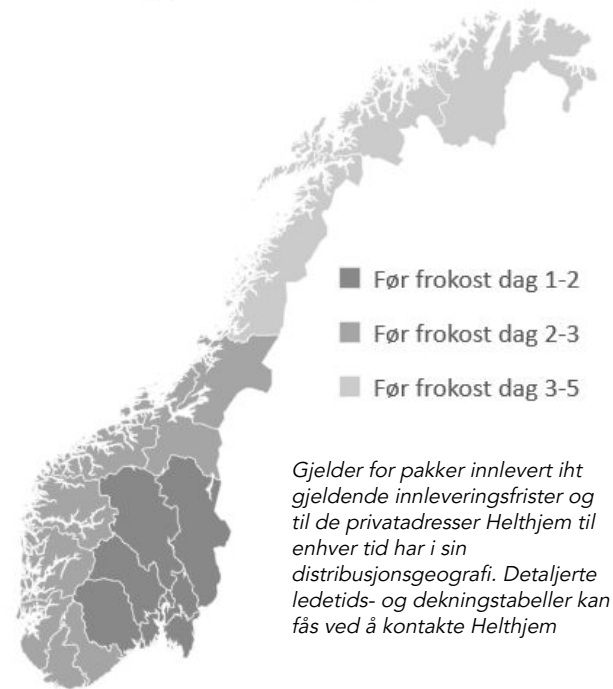 Før frokost dag 1-2
Før frokost dag 2-3
Før frokost dag 3-5
Gjelder for pakker innlevert iht
gjeldende innleveringsfrister og
til de privatadresser Helthjem til
enhver tid har i sin
distribusjonsgeografi. Detaljerte
ledetids- og dekningstabeller kan
fås ved å kontakte Helthjem